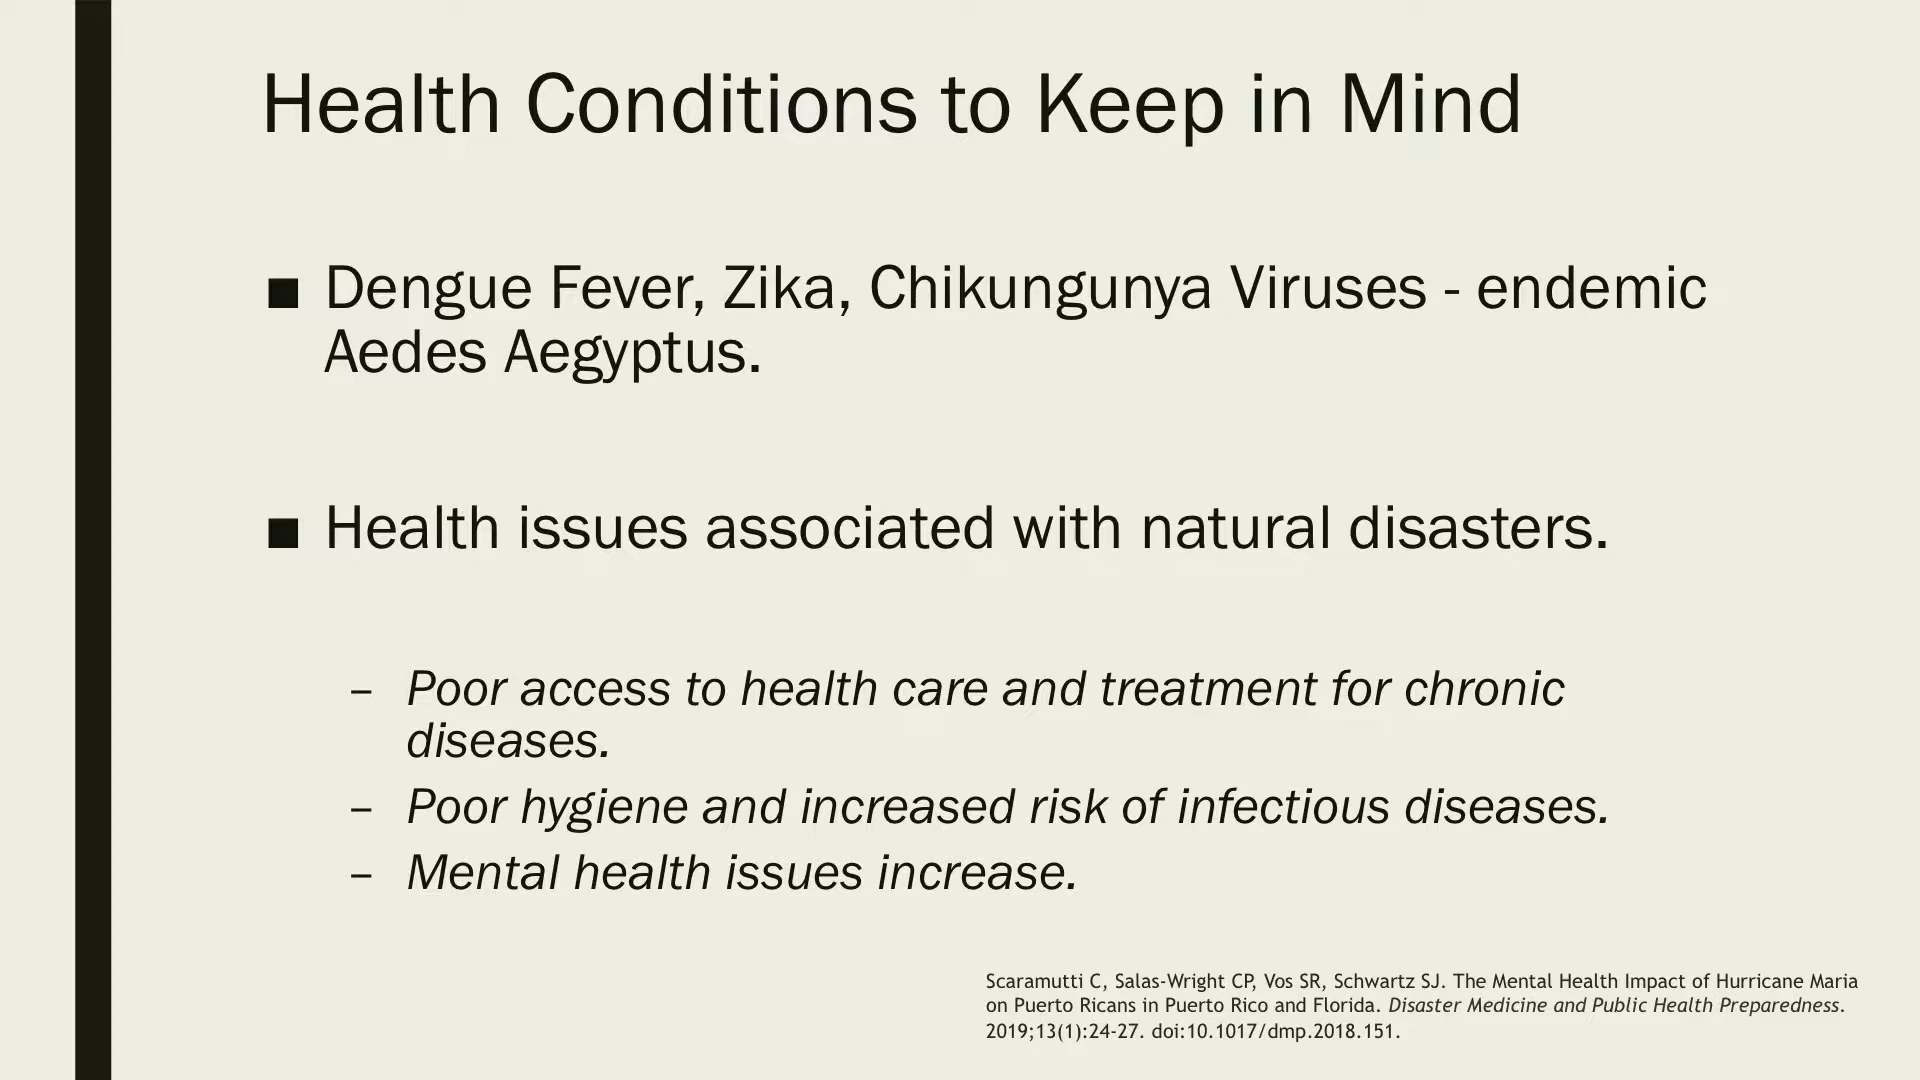 Health Conditions to Keep in Mind
■ Dengue Fever, Zika, Chikungunya Viruses - endemic
Aedes Aegyptus.
■ Health issues associated with natural disasters.
– Poor access to health care and treatment for chronic
diseases.
– Poor hygiene and increased risk of infectious diseases.
– Mental health issues increase.
Scaramutti C, Salas-Wright CP, Vos SR, Schwartz SJ. The Mental Health Impact of Hurricane Maria
on Puerto Ricans in Puerto Rico and Florida. Disaster Medicine and Public Health Preparedness.
2019;13(1):24-27. doi:10.1017/dmp.2018.151.